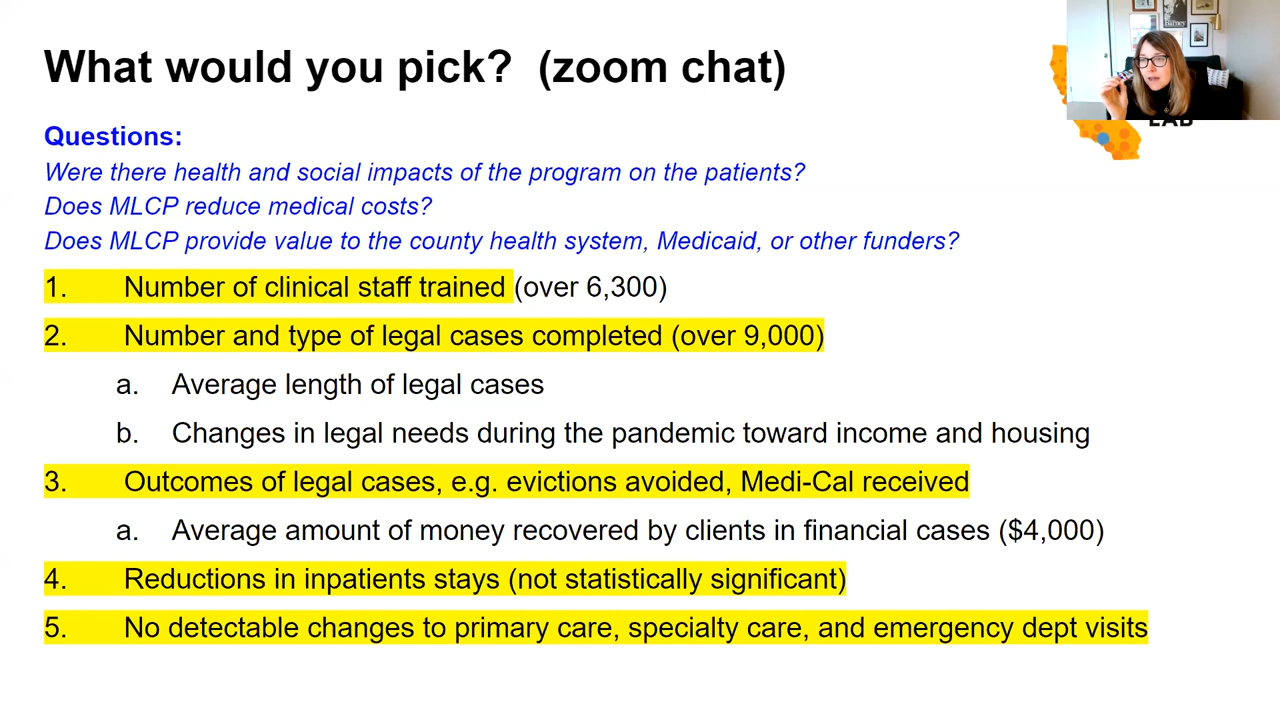 What would you pick? (zoom chat)
Questions:
Were there health and social impacts of the program on the patients?
Does MLCP reduce medical costs?
Does MLCP provide value to the county health system, Medicaid, or other funders?
1. Number of clinical staff trained (over 6,300)
2. Number and type of legal cases completed (over 9,000)
a. Average length of legal cases
b. Changes in legal needs during the pandemic toward income and housing
3. Outcomes of legal cases, e.g. evictions avoided, Medi-Cal received
a. Average amount of money recovered by clients in financial cases ($4,000)
4. Reductions in inpatients stays (not statistically significant)
5. No detectable changes to primary care, specialty care, and emergency dept visits
LAB